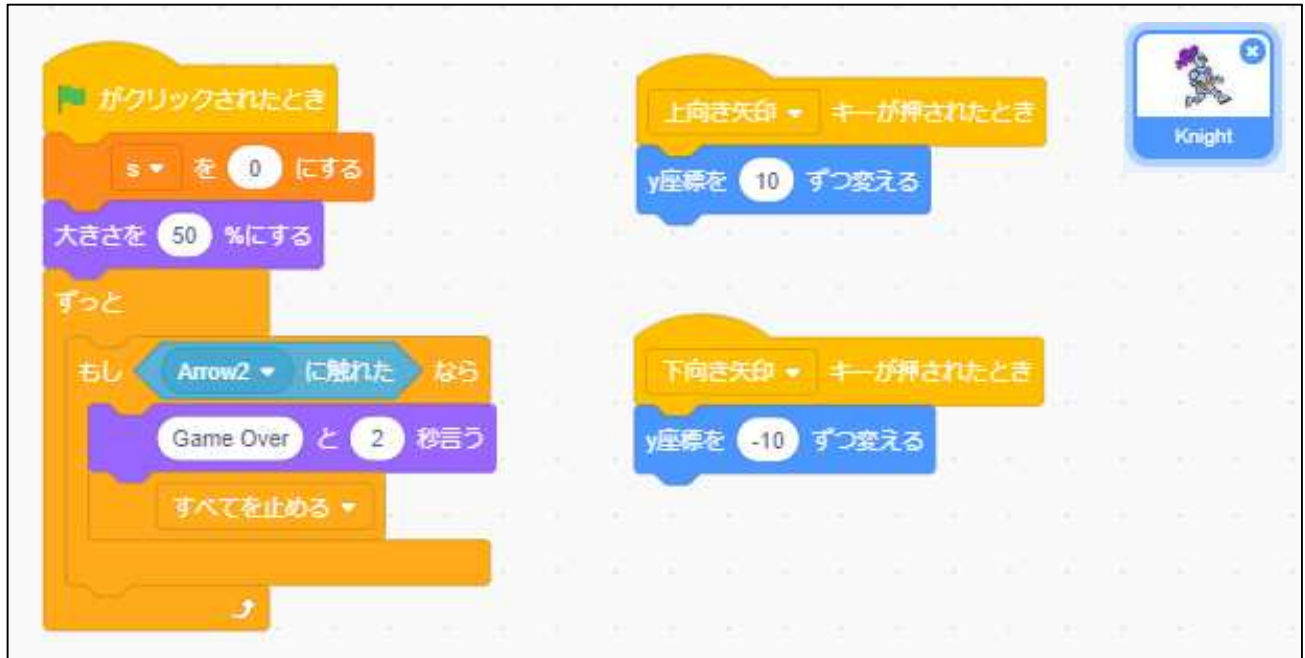 がクリックされたとき
s を 0 にする
大きさを 50 %にする
ずっと
もし Arrow2 に触れた なら
Game Over と 2 秒言う
すべてを止める
上向き矢印 キーが押されたとき
y座標を 10 ずつ変える
下向き矢印 キーが押されたとき
y座標を -10 ずつ変える
Knight